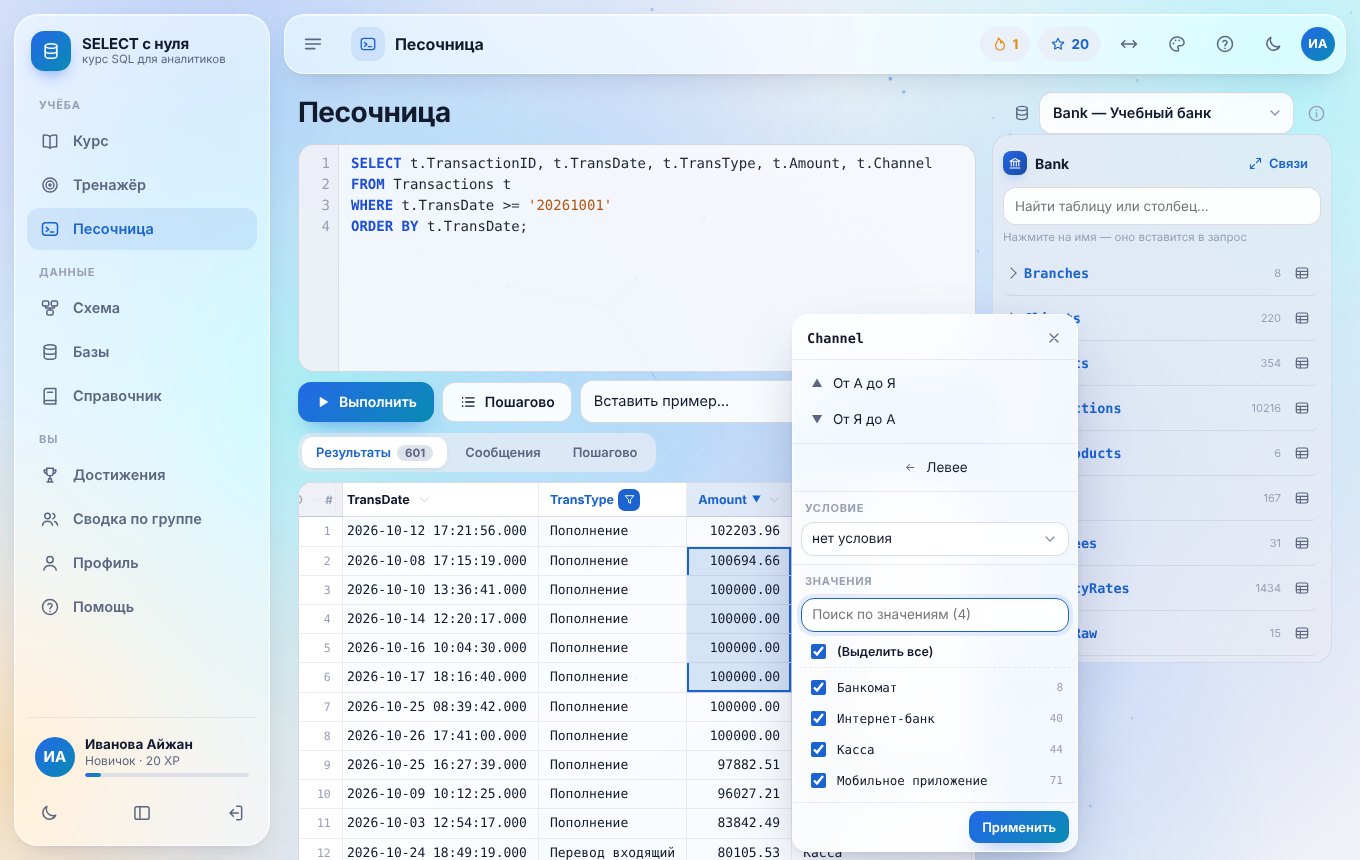 SELECT с нуля
курс SQL для аналитиков
УЧЁБА
Курс
Тренажёр
Песочница
ДАННЫЕ
Схема
Базы
Справочник
ВЫ
Достижения
Сводка по группе
Профиль
Помощь
ИА
Иванова Айжан
Новичок · 20 XP
Песочница
1
20
ИА
Песочница
Bank — Учебный банк
1 SELECT t.TransactionID, t.TransDate, t.TransType, t.Amount, t.Channel
2 FROM Transactions t
3 WHERE t.TransDate >= '20261001'
4 ORDER BY t.TransDate;
Выполнить
Пошагово
Вставить пример...
Результаты 601
Сообщения
Пошагово
# TransDate TransType Amount ▼
1 2026-10-12 17:21:56.000 Пополнение 102203.96
2 2026-10-08 17:15:19.000 Пополнение 100694.66
3 2026-10-10 13:36:41.000 Пополнение 100000.00
4 2026-10-14 12:20:17.000 Пополнение 100000.00
5 2026-10-16 10:04:30.000 Пополнение 100000.00
6 2026-10-17 18:16:40.000 Пополнение 100000.00
7 2026-10-25 08:39:42.000 Пополнение 100000.00
8 2026-10-26 17:41:00.000 Пополнение 100000.00
9 2026-10-25 16:27:39.000 Пополнение 97882.51
10 2026-10-09 10:12:25.000 Пополнение 96027.21
11 2026-10-03 12:54:17.000 Пополнение 83842.49
12 2026-10-24 18:49:19.000 Перевод входящий 80105.53 Касса
Channel
▲ От А до Я
▼ От Я до А
← Левее
УСЛОВИЕ
нет условия
ЗНАЧЕНИЯ
Поиск по значениям (4)
(Выделить все)
Банкомат 8
Интернет-банк 40
Касса 44
Мобильное приложение 71
Применить
Bank
Связи
Найти таблицу или столбец...
Нажмите на имя — оно вставится в запрос
Branches 8
220
354
ctions 10216
oducts 6
167
ees 31
cyRates 1434
Raw 15